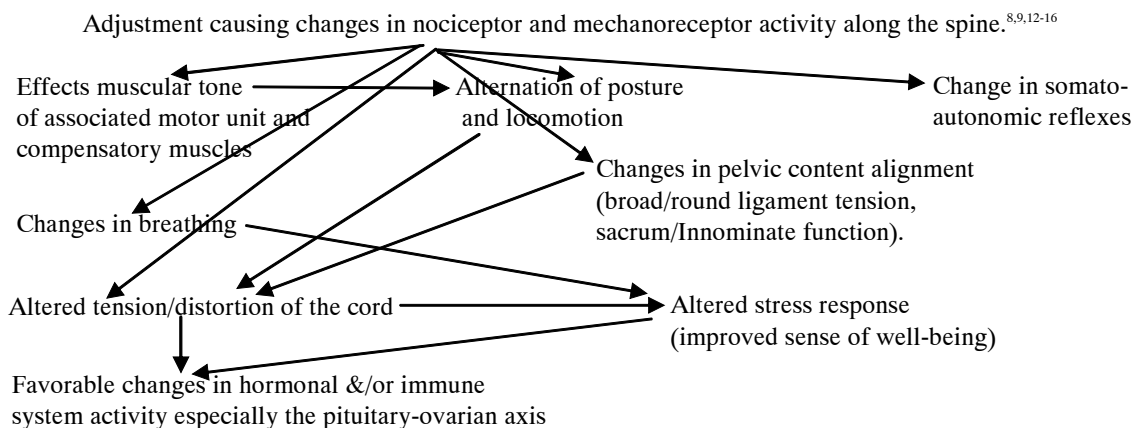 Adjustment causing changes in nociceptor and mechanoreceptor activity along the spine.8,9,12-16
Effects muscular tone
of associated motor unit and
compensatory muscles
Alternation of posture
and locomotion
Change in somato-
autonomic reflexes
Changes in pelvic content alignment
(broad/round ligament tension,
sacrum/Innominate function).
Changes in breathing
Altered tension/distortion of the cord
Altered stress response
(improved sense of well-being)
Favorable changes in hormonal &/or immune
system activity especially the pituitary-ovarian axis